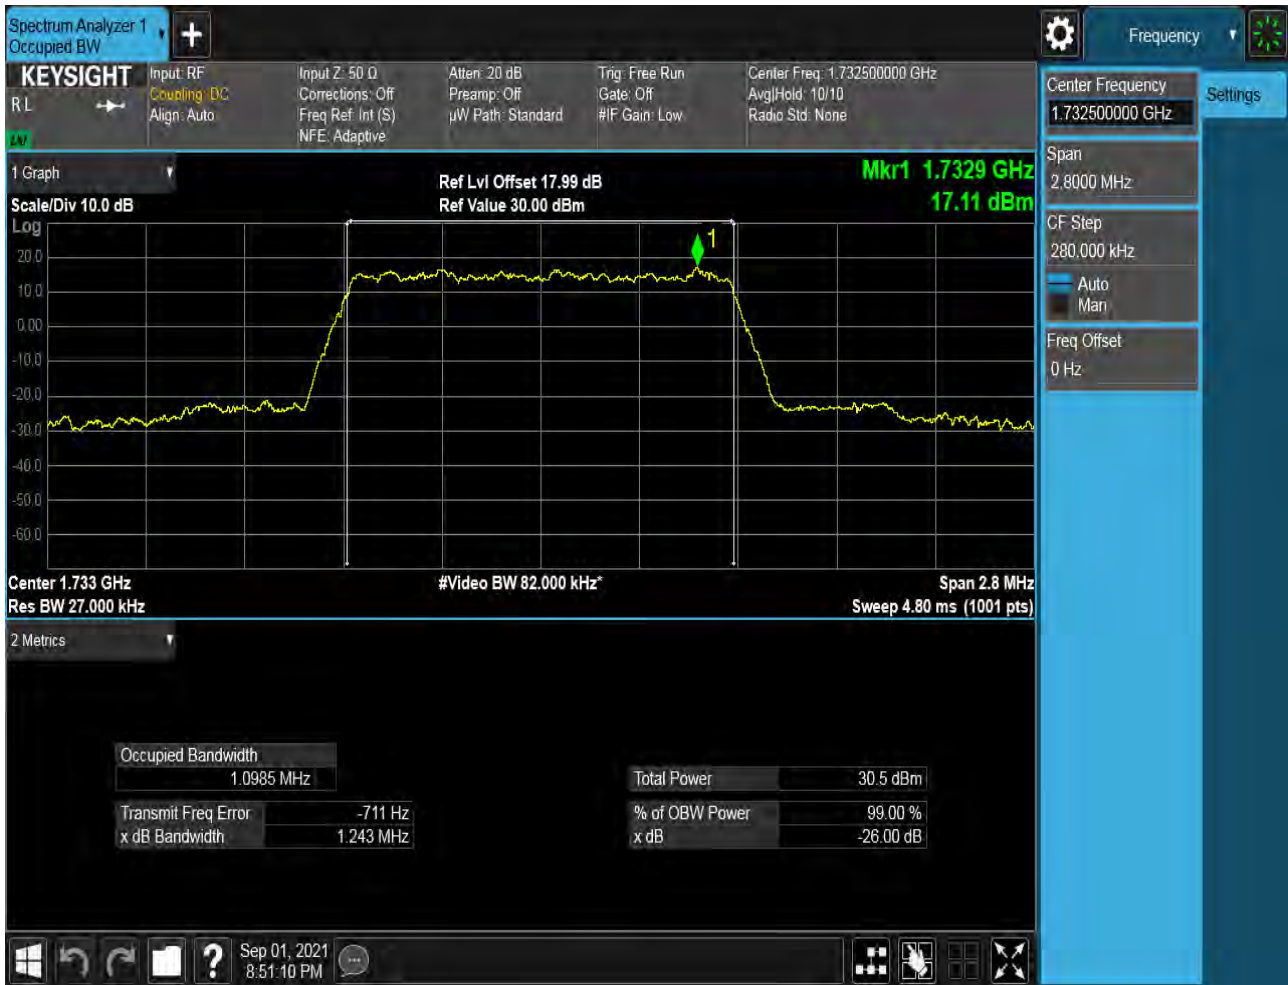 Spectrum Analyzer 1
Occupied BW
Frequency
KEYSIGHT
R L
Input: RF
Coupling: DC
Align: Auto
Input Z: 50 Ω
Corrections: Off
Freq Ref: Int (S)
NFE: Adaptive
Atten: 20 dB
Preamp: Off
µW Path: Standard
Trig: Free Run
Gate: Off
#IF Gain: Low
Center Freq: 1.732500000 GHz
Avg|Hold: 10/10
Radio Std: None
1 Graph
Scale/Div 10.0 dB
Ref Lvl Offset 17.99 dB
Ref Value 30.00 dBm
Mkr1 1.7329 GHz
17.11 dBm
Log
20.0
10.0
0.00
-10.0
-20.0
-30.0
-40.0
-50.0
-60.0
1
Center 1.733 GHz
#Video BW 82.000 kHz*
Span 2.8 MHz
Res BW 27.000 kHz
Sweep 4.80 ms (1001 pts)
2 Metrics
Occupied Bandwidth
1.0985 MHz
Transmit Freq Error -711 Hz
x dB Bandwidth 1.243 MHz
Total Power 30.5 dBm
% of OBW Power 99.00 %
x dB -26.00 dB
Center Frequency
1.732500000 GHz
Settings
Span
2.8000 MHz
CF Step
280.000 kHz
Auto
Man
Freq Offset
0 Hz
?
Sep 01, 2021
8:51:10 PM